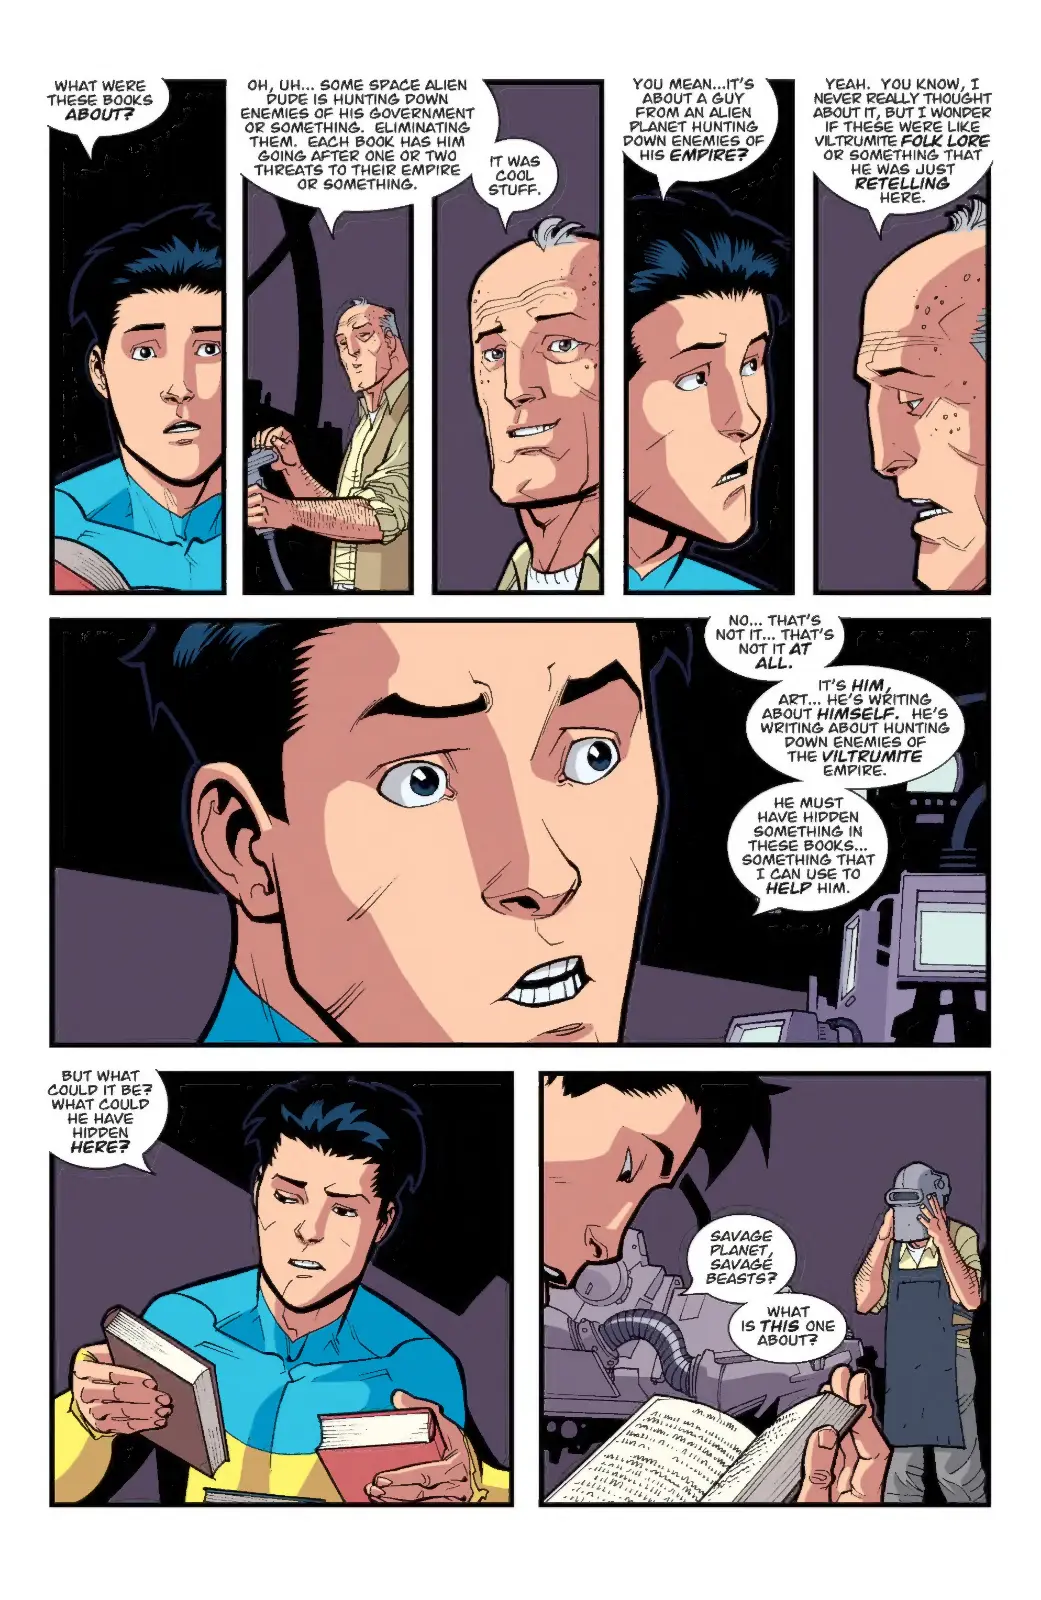 WHAT WERE
THESE BOOKS
ABOUT?
OH, UH... SOME SPACE ALIEN
DUDE IS HUNTING DOWN
ENEMIES OF HIS GOVERNMENT
OR SOMETHING. ELIMINATING
THEM. EACH BOOK HAS HIM
GOING AFTER ONE OR TWO
THREATS TO THEIR EMPIRE
OR SOMETHING.
IT WAS
COOL
STUFF.
YOU MEAN...IT'S
ABOUT A GUY
FROM AN ALIEN
PLANET HUNTING
DOWN ENEMIES OF
HIS EMPIRE?
YEAH. YOU KNOW, I
NEVER REALLY THOUGHT
ABOUT IT, BUT I WONDER
IF THESE WERE LIKE
VILTRUMITE FOLK LORE
OR SOMETHING THAT
HE WAS JUST
RETELLING
HERE.
NO... THAT'S
NOT IT... THAT'S
NOT IT AT
ALL.
IT'S HIM,
ART... HE'S WRITING
ABOUT HIMSELF. HE'S
WRITING ABOUT HUNTING
DOWN ENEMIES OF
THE VILTRUMITE
EMPIRE.
HE MUST
HAVE HIDDEN
SOMETHING IN
THESE BOOKS...
SOMETHING THAT
I CAN USE TO
HELP HIM.
BUT WHAT
COULD IT BE?
WHAT COULD
HE HAVE
HIDDEN
HERE?
SAVAGE
PLANET,
SAVAGE
BEASTS?
WHAT
IS THIS ONE
ABOUT?